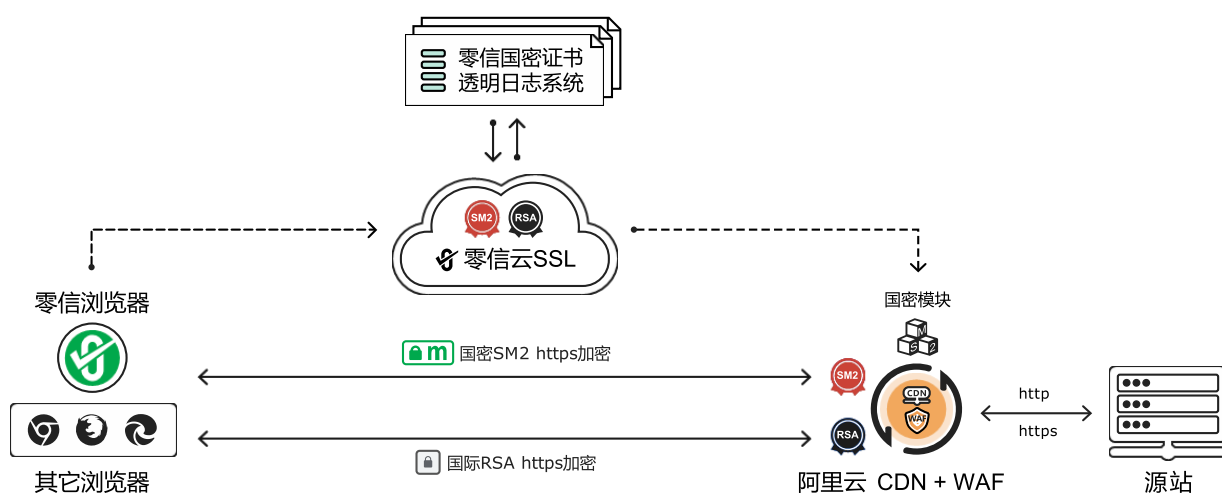 零信国密证书
透明日志系统
SM2
RSA
零信云SSL
零信浏览器
国密模块
M
S 2
m 国密SM2 https加密
SM2
CDN
WAF
http
https
RSA
国际RSA https加密
其它浏览器
阿里云 CDN + WAF
源站